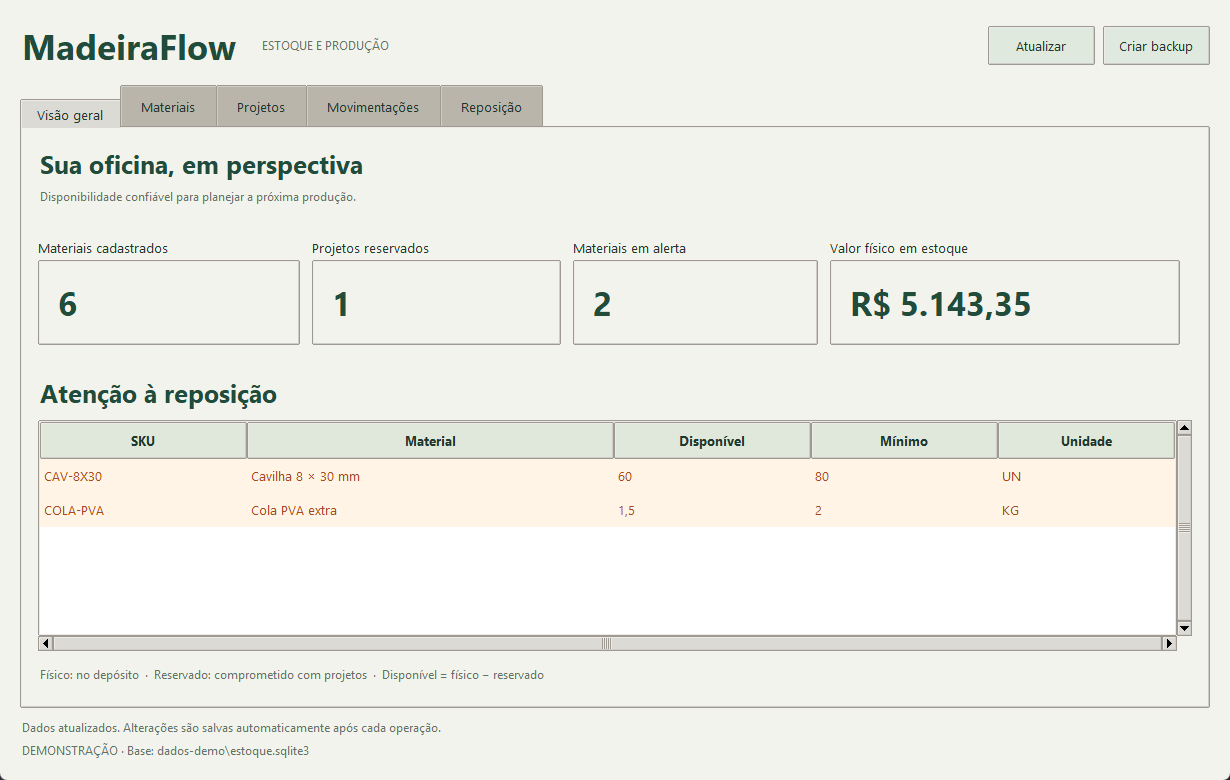 MadeiraFlow ESTOQUE E PRODUÇÃO Atualizar Criar backup
Visão geral Materiais Projetos Movimentações Reposição
Sua oficina, em perspectiva
Disponibilidade confiável para planejar a próxima produção.
Materiais cadastrados Projetos reservados Materiais em alerta Valor físico em estoque
6 1 2 R$ 5.143,35
Atenção à reposição
SKU Material Disponível Mínimo Unidade
CAV-8X30 Cavilha 8 × 30 mm 60 80 UN
COLA-PVA Cola PVA extra 1,5 2 KG
Físico: no depósito · Reservado: comprometido com projetos · Disponível = físico − reservado
Dados atualizados. Alterações são salvas automaticamente após cada operação.
DEMONSTRAÇÃO · Base: dados-demo\estoque.sqlite3